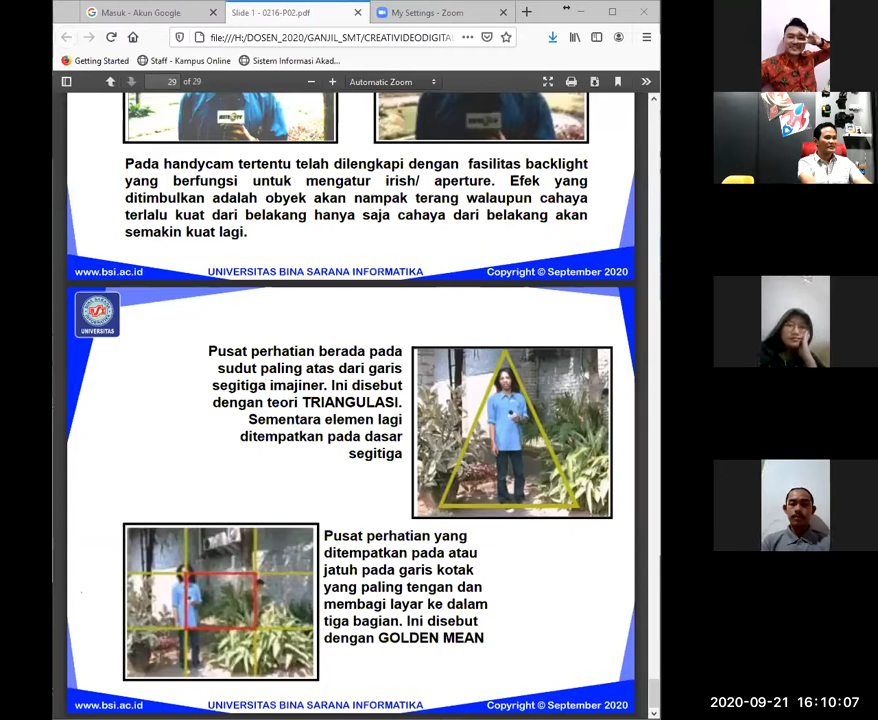 Masuk - Akun Google
Slide 1 - 0216-P02.pdf
My Settings - Zoom
file:///H:/DOSEN_2020/GANJIL_SMT/CREATIVIDEODIGITAL
Getting Started
Staff - Kampus Online
Sistem Informasi Akad...
29 of 29
Automatic Zoom
Pada handycam tertentu telah dilengkapi dengan fasilitas backlight
yang berfungsi untuk mengatur irish/ aperture. Efek yang
ditimbulkan adalah obyek akan nampak terang walaupun cahaya
terlalu kuat dari belakang hanya saja cahaya dari belakang akan
semakin kuat lagi.
www.bsi.ac.id UNIVERSITAS BINA SARANA INFORMATIKA Copyright © September 2020
UNIVERSITAS
Pusat perhatian berada pada
sudut paling atas dari garis
segitiga imajiner. Ini disebut
dengan teori TRIANGULASI.
Sementara elemen lagi
ditempatkan pada dasar
segitiga
Pusat perhatian yang
ditempatkan pada atau
jatuh pada garis kotak
yang paling tengan dan
membagi layar ke dalam
tiga bagian. Ini disebut
dengan GOLDEN MEAN
www.bsi.ac.id UNIVERSITAS BINA SARANA INFORMATIKA Copyright © September 2020
2020-09-21 16:10:07